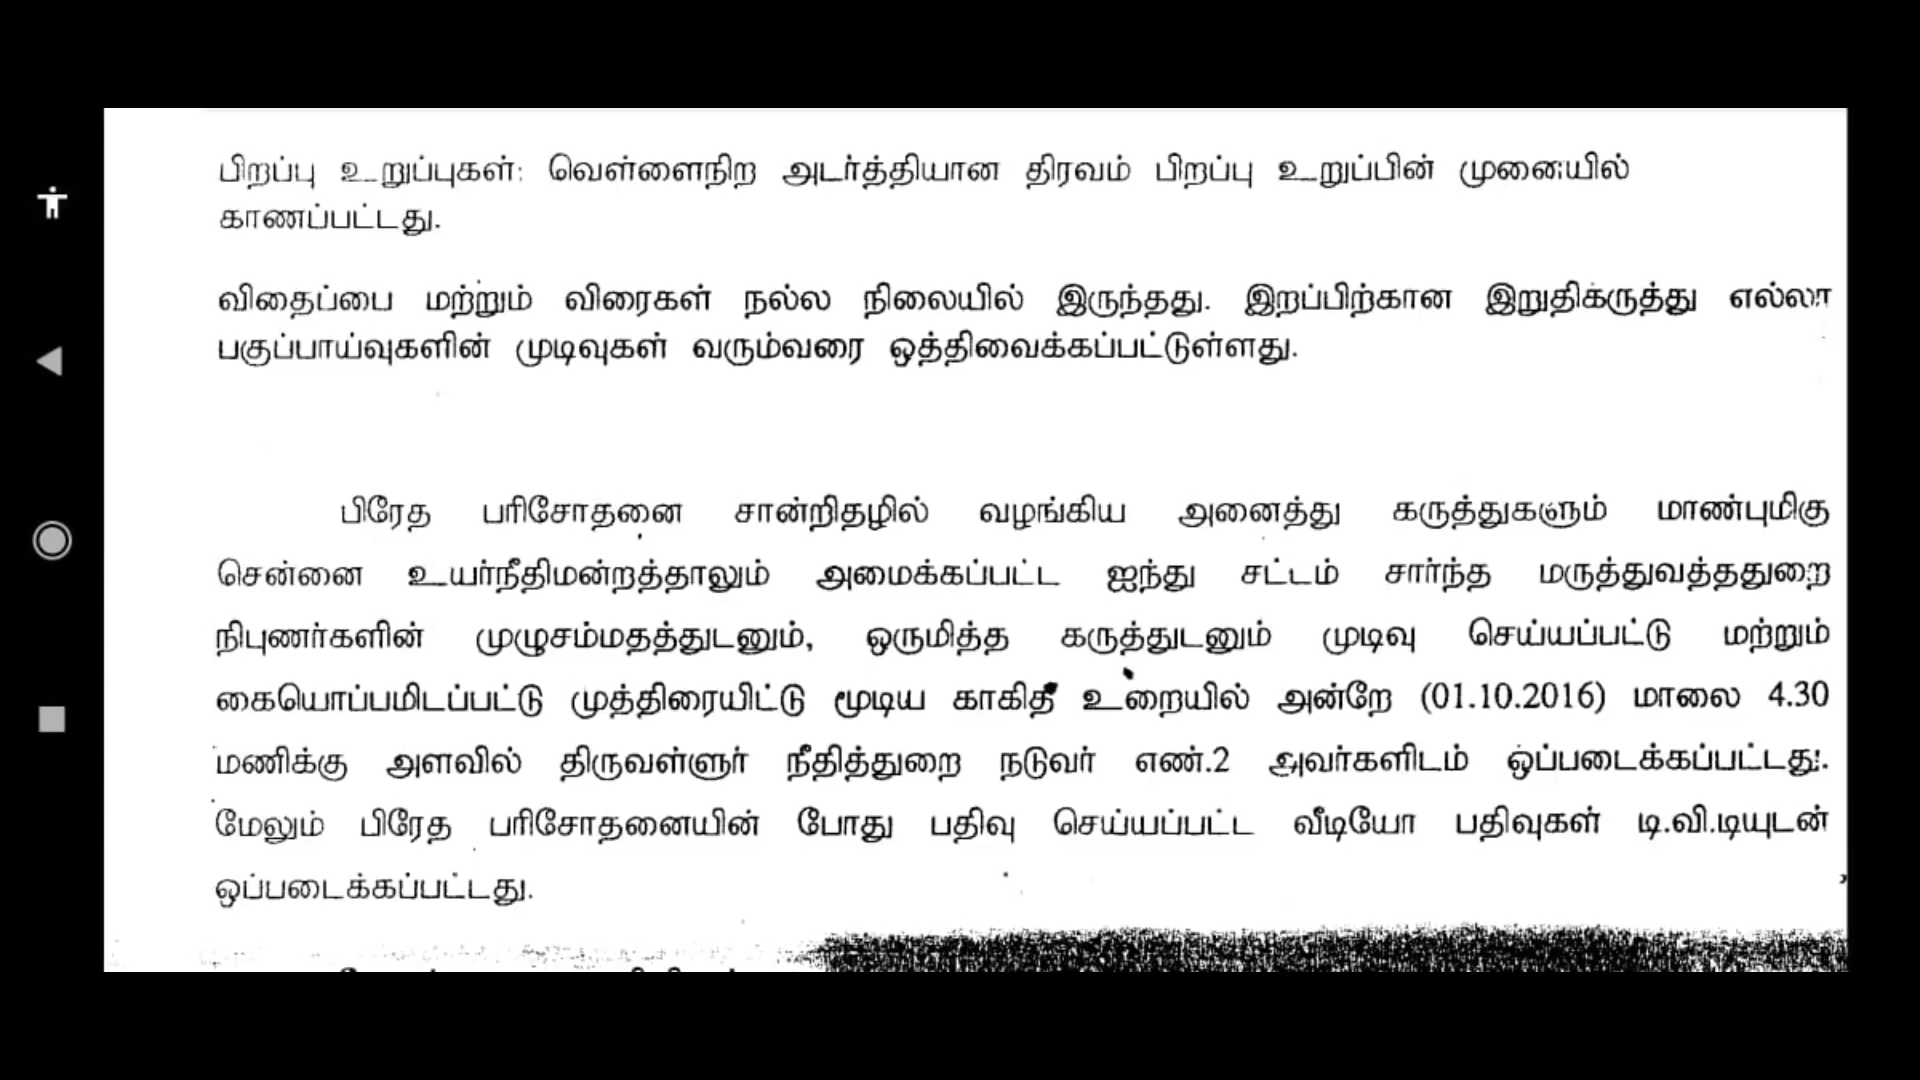 பிறப்பு உறுப்புகள்: வெள்ளைநிற அடர்த்தியான திரவம் பிறப்பு உறுப்பின் முனையில்
காணப்பட்டது.
விதைப்பை மற்றும் விரைகள் நல்ல நிலையில் இருந்தது. இறப்பிற்கான இறுதிகருத்து எல்லா
பகுப்பாய்வுகளின் முடிவுகள் வரும்வரை ஒத்திவைக்கப்பட்டுள்ளது.
பிரேத பரிசோதனை சான்றிதழில் வழங்கிய அனைத்து கருத்துகளும் மாண்புமிகு
சென்னை உயர்நீதிமன்றத்தாலும் அமைக்கப்பட்ட ஐந்து சட்டம் சார்ந்த மருத்துவத்ததுறை
நிபுணர்களின் முழுசம்மதத்துடனும், ஒருமித்த கருத்துடனும் முடிவு செய்யப்பட்டு மற்றும்
கையொப்பமிடப்பட்டு முத்திரையிட்டு மூடிய காகித உறையில் அன்றே (01.10.2016) மாலை 4.30
மணிக்கு அளவில் திருவள்ளுர் நீதித்துறை நடுவர் எண்.2 அவர்களிடம் ஒப்படைக்கப்பட்டது.
மேலும் பிரேத பரிசோதனையின் போது பதிவு செய்யப்பட்ட வீடியோ பதிவுகள் டி.வி.டியுடன்
ஒப்படைக்கப்பட்டது.